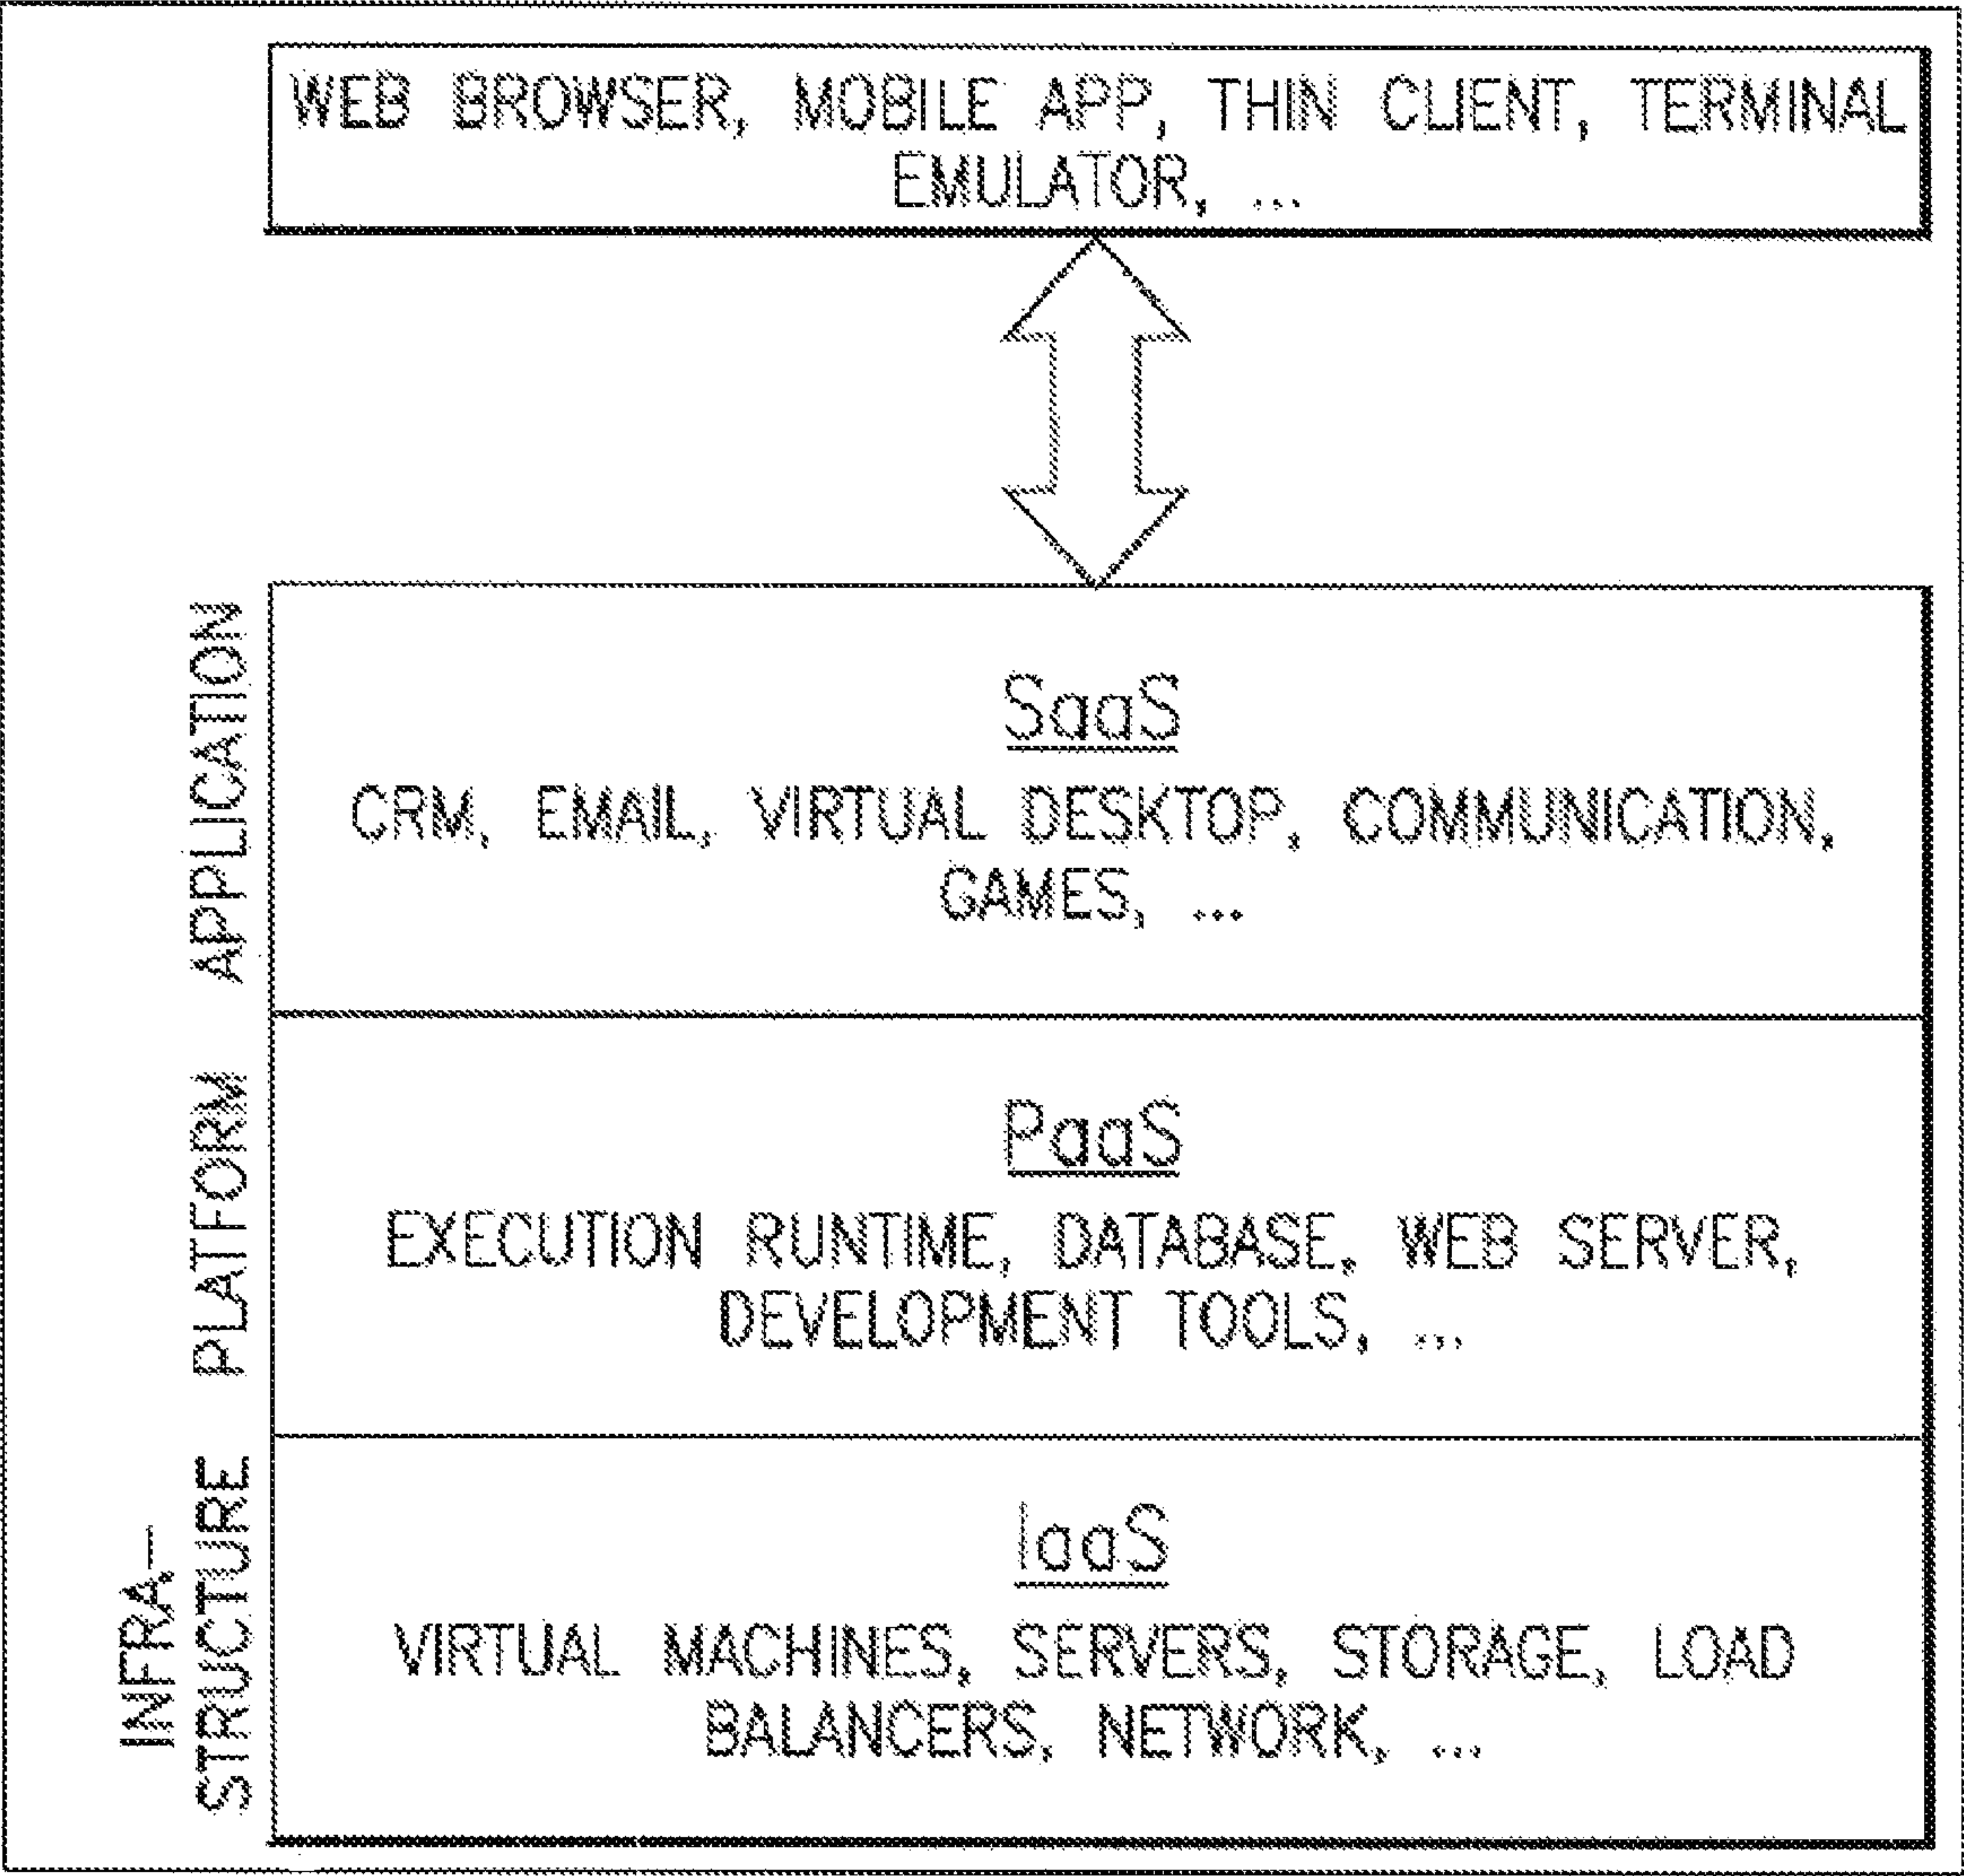 WEB BROWSER, MOBILE APP, THIN CLIENT, TERMINAL
EMULATOR, ...
APPLICATION
SaaS
CRM, EMAIL, VIRTUAL DESKTOP, COMMUNICATION,
GAMES, ...
PLATFORM
PaaS
EXECUTION RUNTIME, DATABASE, WEB SERVER,
DEVELOPMENT TOOLS, ...
INFRA-
STRUCTURE
IaaS
VIRTUAL MACHINES, SERVERS, STORAGE, LOAD
BALANCERS, NETWORK, ...